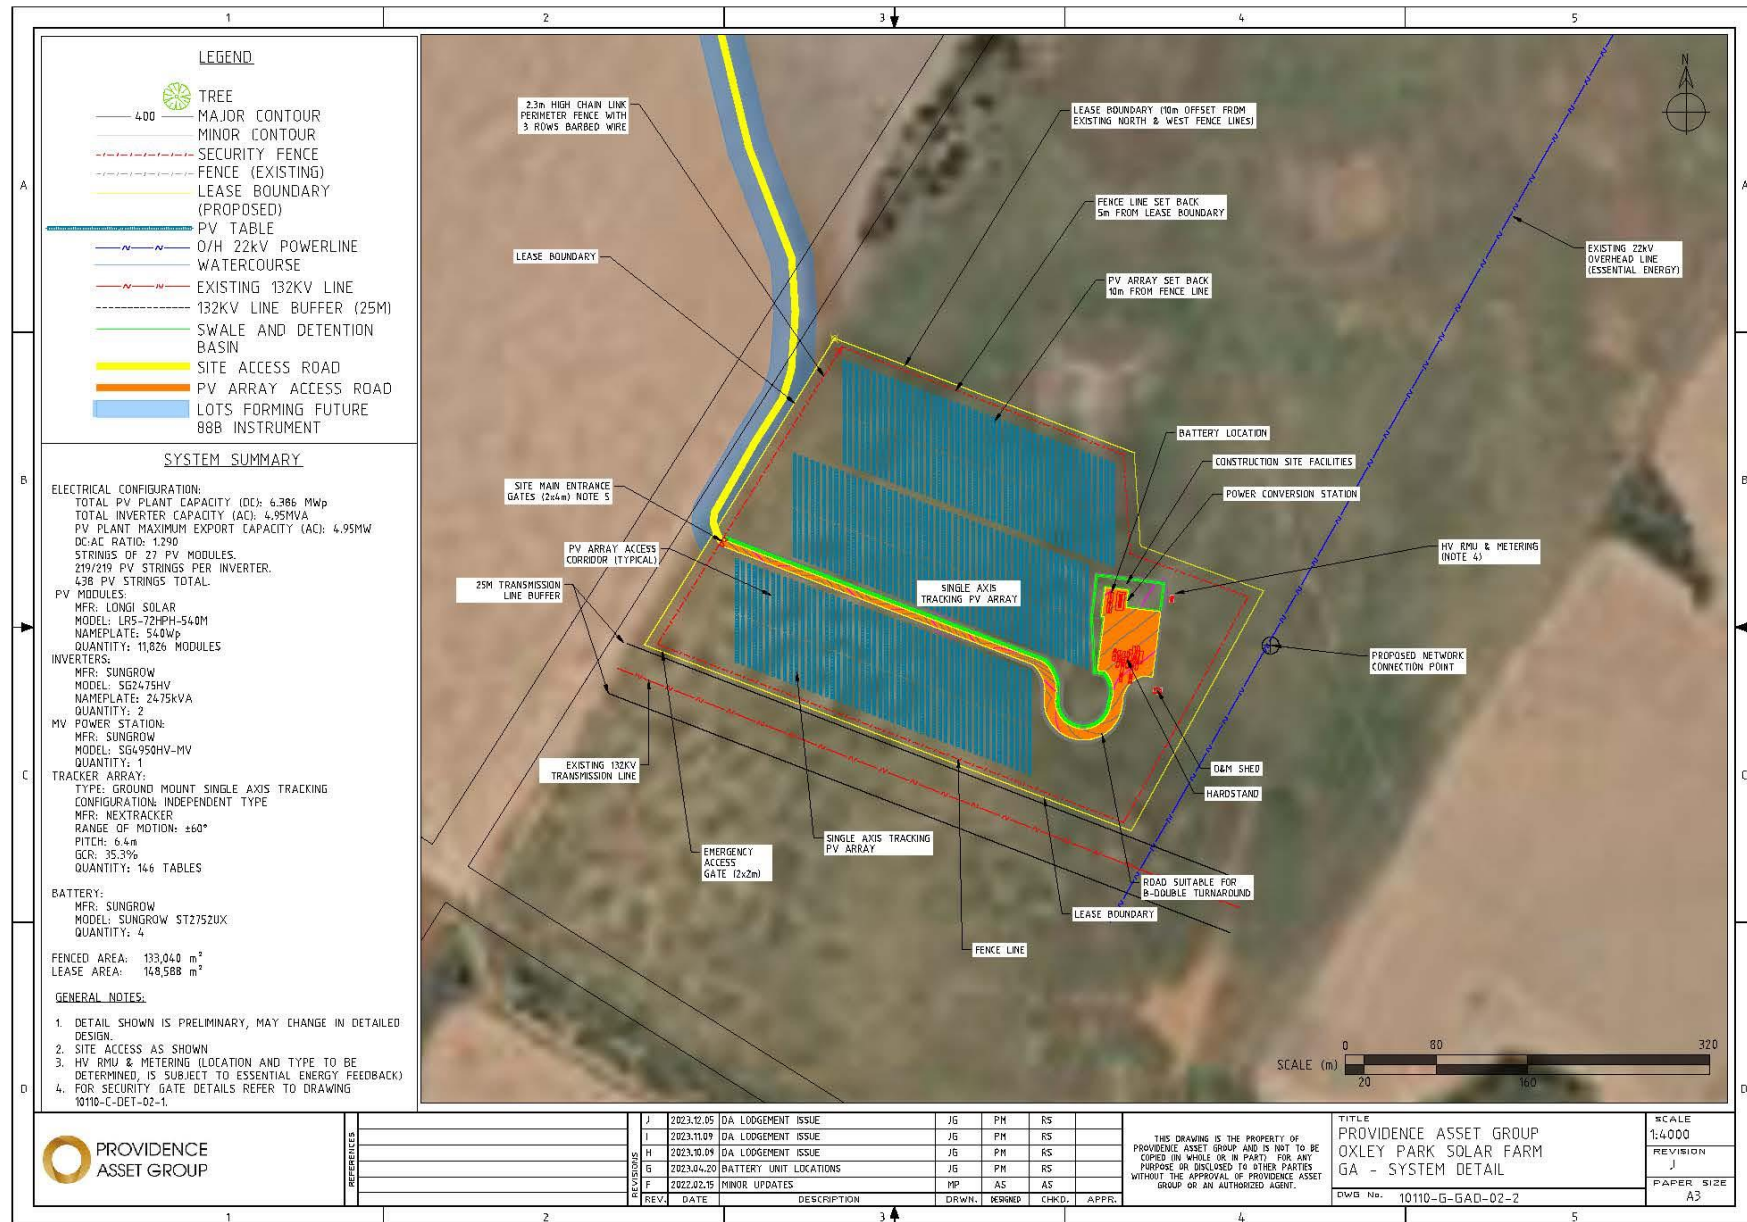 1 2 3 4 5
LEGEND
TREE
400 MAJOR CONTOUR
MINOR CONTOUR
SECURITY FENCE
FENCE (EXISTING)
LEASE BOUNDARY
(PROPOSED)
PV TABLE
O/H 22kV POWERLINE
WATERCOURSE
EXISTING 132KV LINE
132KV LINE BUFFER (25M)
SWALE AND DETENTION
BASIN
SITE ACCESS ROAD
PV ARRAY ACCESS ROAD
LOTS FORMING FUTURE
88B INSTRUMENT
SYSTEM SUMMARY
ELECTRICAL CONFIGURATION:
TOTAL PV PLANT CAPACITY (DC): 6.386 MWp
TOTAL INVERTER CAPACITY (AC): 4.95MVA
PV PLANT MAXIMUM EXPORT CAPACITY (AC): 4.95MW
DC:AC RATIO: 1.290
STRINGS OF 27 PV MODULES.
219/219 PV STRINGS PER INVERTER.
438 PV STRINGS TOTAL.
PV MODULES:
MFR: LONGI SOLAR
MODEL: LR5-72HPH-540M
NAMEPLATE: 540Wp
QUANTITY: 11,826 MODULES
INVERTERS:
MFR: SUNGROW
MODEL: SG2475HV
NAMEPLATE: 2475kVA
QUANTITY: 2
MV POWER STATION:
MFR: SUNGROW
MODEL: SG4950HV-MV
QUANTITY: 1
TRACKER ARRAY:
TYPE: GROUND MOUNT SINGLE AXIS TRACKING
CONFIGURATION: INDEPENDENT TYPE
MFR: NEXTRACKER
RANGE OF MOTION: ±60°
PITCH: 6.4m
GCR: 35.3%
QUANTITY: 146 TABLES
BATTERY:
MFR: SUNGROW
MODEL: SUNGROW ST2752UX
QUANTITY: 4
FENCED AREA: 133,040 m²
LEASE AREA: 148,588 m²
GENERAL NOTES:
1. DETAIL SHOWN IS PRELIMINARY, MAY CHANGE IN DETAILED
DESIGN.
2. SITE ACCESS AS SHOWN
3. HV RMU & METERING (LOCATION AND TYPE TO BE
DETERMINED, IS SUBJECT TO ESSENTIAL ENERGY FEEDBACK)
4. FOR SECURITY GATE DETAILS REFER TO DRAWING
10110-C-DET-02-1.
A
B
C
D
2.3m HIGH CHAIN LINK
PERIMETER FENCE WITH
3 ROWS BARBED WIRE
LEASE BOUNDARY (10m OFFSET FROM
EXISTING NORTH & WEST FENCE LINES)
N
FENCE LINE SET BACK
5m FROM LEASE BOUNDARY
LEASE BOUNDARY
EXISTING 22kV
OVERHEAD LINE
(ESSENTIAL ENERGY)
PV ARRAY SET BACK
10m FROM FENCE LINE
BATTERY LOCATION
CONSTRUCTION SITE FACILITIES
SITE MAIN ENTRANCE
GATES (2x4m) NOTE 5
POWER CONVERSION STATION
PV ARRAY ACCESS
CORRIDOR (TYPICAL)
HV RMU & METERING
(NOTE 4)
25M TRANSMISSION
LINE BUFFER
SINGLE AXIS
TRACKING PV ARRAY
PROPOSED NETWORK
CONNECTION POINT
EXISTING 132KV
TRANSMISSION LINE
O&M SHED
HARDSTAND
SINGLE AXIS TRACKING
PV ARRAY
EMERGENCY
ACCESS
GATE (2x2m)
ROAD SUITABLE FOR
B-DOUBLE TURNAROUND
LEASE BOUNDARY
FENCE LINE
A
B
C
D
SCALE (m)
0 80 320
20 160
PROVIDENCE
ASSET GROUP
REFERENCES
REVISIONS
J 2023.12.05 DA LODGEMENT ISSUE JG PM RS
I 2023.11.09 DA LODGEMENT ISSUE JG PM RS
H 2023.10.09 DA LODGEMENT ISSUE JG PM RS
G 2023.04.20 BATTERY UNIT LOCATIONS JG PM RS
F 2022.02.15 MINOR UPDATES MP AS AS
REV. DATE DESCRIPTION DRWN. DESIGNED CHKD. APPR.
THIS DRAWING IS THE PROPERTY OF
PROVIDENCE ASSET GROUP AND IS NOT TO BE
COPIED (IN WHOLE OR IN PART) FOR ANY
PURPOSE OR DISCLOSED TO OTHER PARTIES
WITHOUT THE APPROVAL OF PROVIDENCE ASSET
GROUP OR AN AUTHORIZED AGENT.
TITLE
PROVIDENCE ASSET GROUP
OXLEY PARK SOLAR FARM
GA - SYSTEM DETAIL
DWG No. 10110-G-GAD-02-2
SCALE
1:4000
REVISION
J
PAPER SIZE
A3
1 2 3 4 5